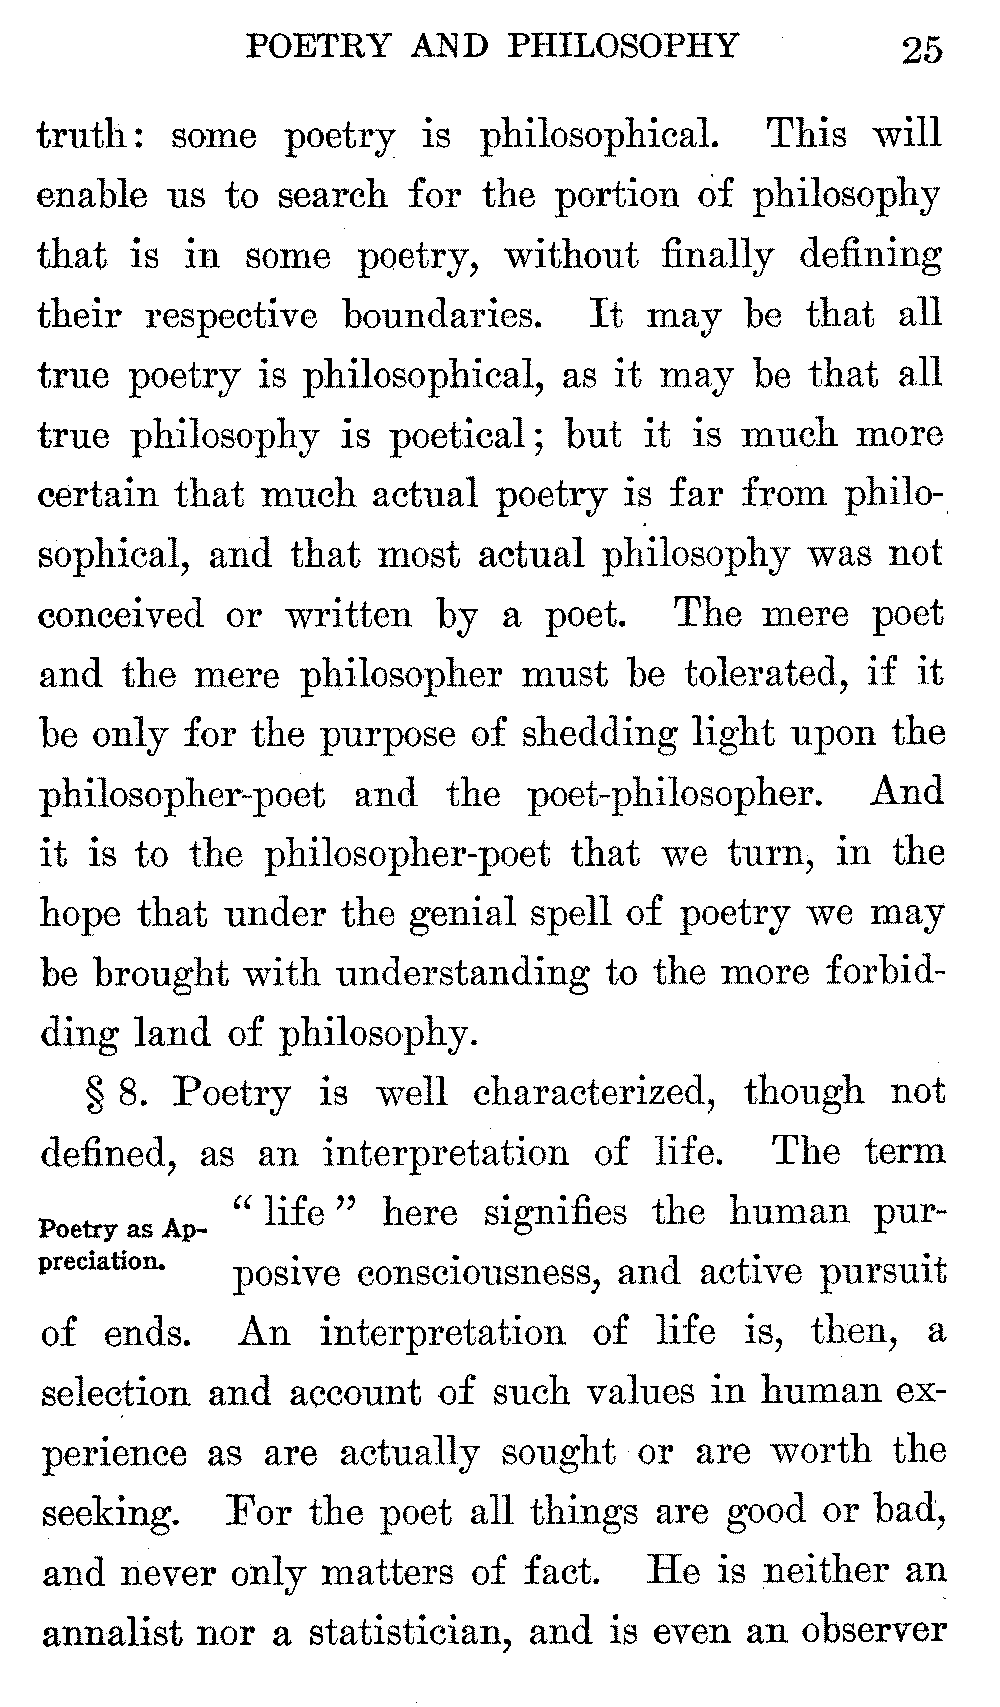 POETRY AND PHILOSOPHY 25
truth: some poetry is philosophical. This will
enable us to search for the portion of philosophy
that is in some poetry, without finally defining
their respective boundaries. It may be that all
true poetry is philosophical, as it may be that all
true philosophy is poetical; but it is much more
certain that much actual poetry is far from philo-
sophical, and that most actual philosophy was not
conceived or written by a poet. The mere poet
and the mere philosopher must be tolerated, if it
be only for the purpose of shedding light upon the
philosopher-poet and the poet-philosopher. And
it is to the philosopher-poet that we turn, in the
hope that under the genial spell of poetry we may
be brought with understanding to the more forbid-
ding land of philosophy.
§ 8. Poetry is well characterized, though not
defined, as an interpretation of life. The term
Poetry as Ap-
preciation.
“ life ” here signifies the human pur-
posive consciousness, and active pursuit
of ends. An interpretation of life is, then, a
selection and account of such values in human ex-
perience as are actually sought or are worth the
seeking. For the poet all things are good or bad,
and never only matters of fact. He is neither an
annalist nor a statistician, and is even an observer